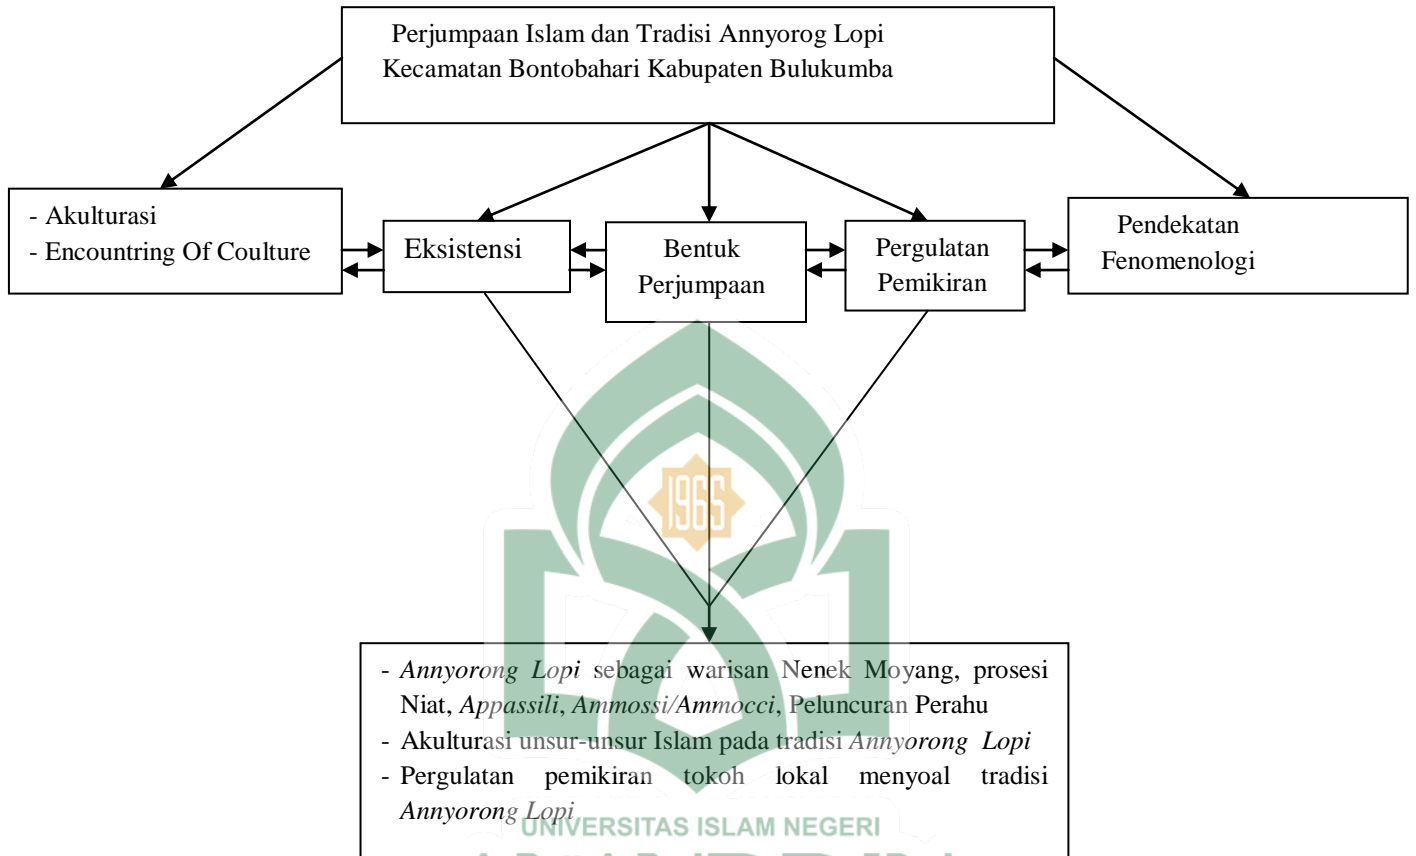 Perjumpaan Islam dan Tradisi Annyorog Lopi
Kecamatan Bontobahari Kabupaten Bulukumba
- Akulturasi
- Encountring Of Coulture
Eksistensi
Bentuk
Perjumpaan
Pergulatan
Pemikiran
Pendekatan
Fenomenologi
1965
- Annyorong Lopi sebagai warisan Nenek Moyang, prosesi
Niat, Appassili, Ammossi/Ammocci, Peluncuran Perahu
- Akulturasi unsur-unsur Islam pada tradisi Annyorong Lopi
- Pergulatan pemikiran tokoh lokal menyoal tradisi
Annyorong Lopi
UNIVERSITAS ISLAM NEGERI